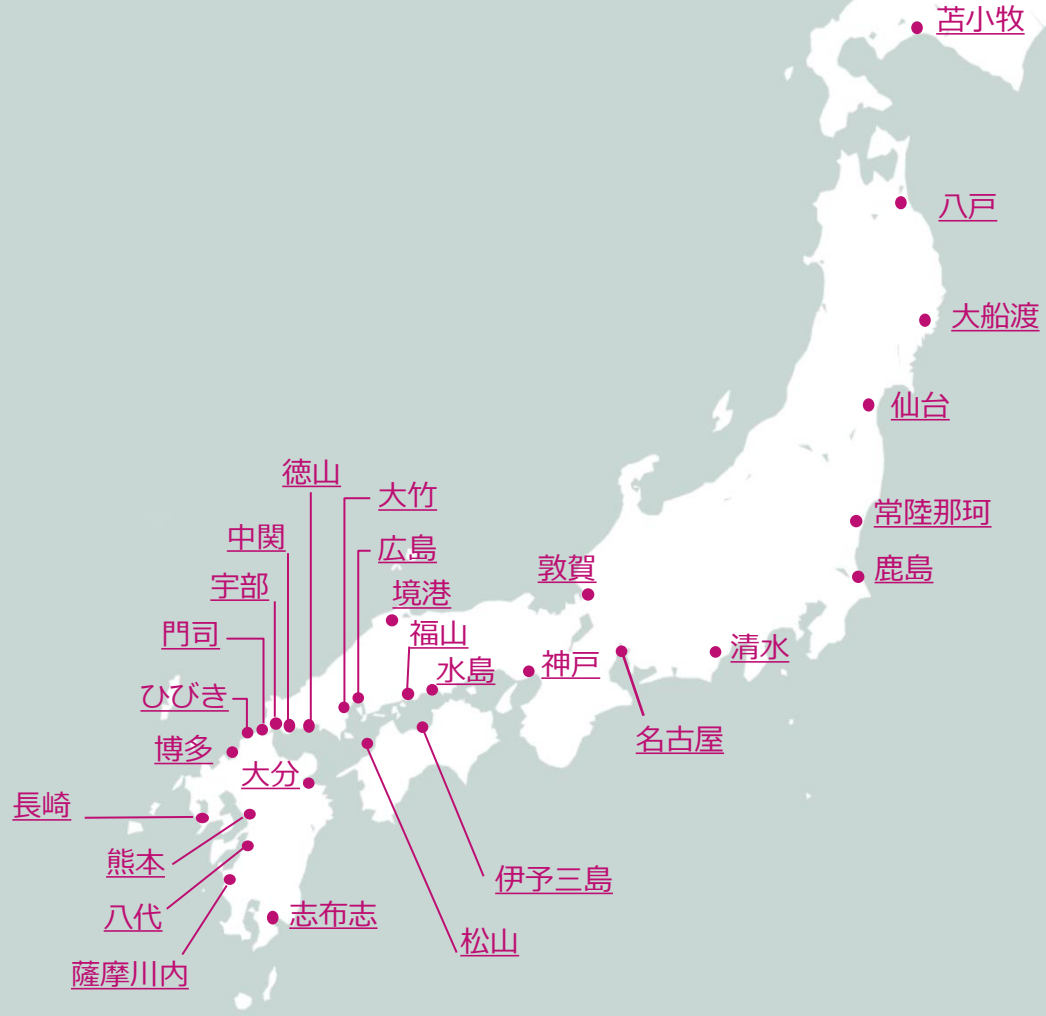 苫小牧
八戸
大船渡
仙台
徳山
大竹
常陸那珂
中関
広島
敦賀
鹿島
宇部
境港
門司
福山
清水
神戸
水島
ひびき
名古屋
博多
大分
長崎
熊本
伊予三島
八代
志布志
松山
薩摩川内